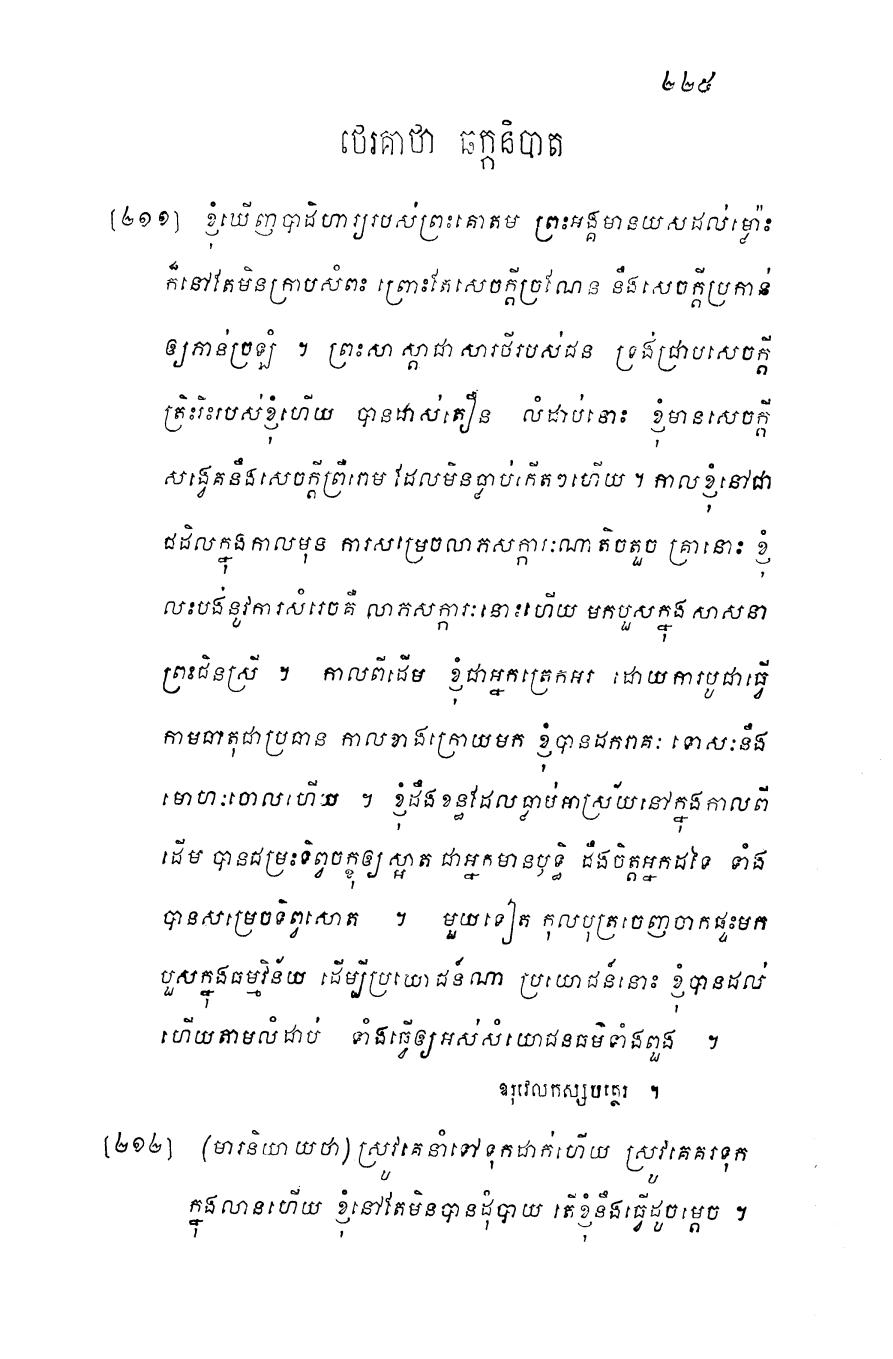 ២២៥
ថេរគាថា ឆក្កនិបាត
[២១១] ខ្ញុំឃើញបាដិហារ្យរបស់ព្រះគោតម ព្រះអង្គមានយសដល់ម្ល៉ោះ
ក៏នៅតែមិនក្រាបសំពះ ព្រោះតែសេចក្តីច្រណែន នឹងសេចក្តីប្រកាន់
ឲ្យកាន់ច្រឡំ ។ ព្រះសាស្តាជាសារថីរបស់ជន ទ្រង់ជ្រាបសេចក្តី
ត្រិះរិះរបស់ខ្ញុំហើយ បានដាស់តឿន លំដាប់នោះ ខ្ញុំមានសេចក្តី
សង្វេគនឹងសេចក្តីព្រឺរោម ដែលមិនធ្លាប់កើតៗហើយ ។ កាលខ្ញុំនៅជា
ជដិលក្នុងកាលមុន ការសម្រេចលាភសក្ការៈណាតិចតួច គ្រានោះ ខ្ញុំ
លះបង់នូវការសំរេចគឺ លាភសក្ការៈនោះហើយ មកបួសក្នុងសាសនា
ព្រះជិនស្រី ។ កាលពីដើម ខ្ញុំជាអ្នកត្រេកអរ ដោយការបូជាធ្វើ
កាមធាតុជាប្រធាន កាលខាងក្រោយមក ខ្ញុំបានដករាគៈ ទោសៈនឹង
មោហៈចោលហើយ ។ ខ្ញុំដឹងខន្ធដែលធ្លាប់អាស្រ័យនៅក្នុងកាលពី
ដើម បានជម្រះទិព្វចក្ខុឲ្យស្អាត ជាអ្នកមានឫទ្ធិ ដឹងចិត្តអ្នកដទៃ ទាំង
បានសម្រេចទិព្វសោត ។ មួយទៀត កុលបុត្រចេញចាកផ្ទះមក
បួសក្នុងធម្មវិន័យ ដើម្បីប្រយោជន៍ណា ប្រយោជន៍នោះ ខ្ញុំបានដល់
ហើយតាមលំដាប់ ទាំងធ្វើឲ្យអស់សំយោជនធម៌ទាំងពួង ។
ឧរុវេលកស្សបត្ថេរ ។
[២១២] (មារនិយាយថា) ស្រូវគេនាំទៅទុកដាក់ហើយ ស្រូវគេគរទុក
ក្នុងលានហើយ ខ្ញុំនៅតែមិនបានដុំបាយ តើខ្ញុំនឹងធ្វើដូចម្តេច ។